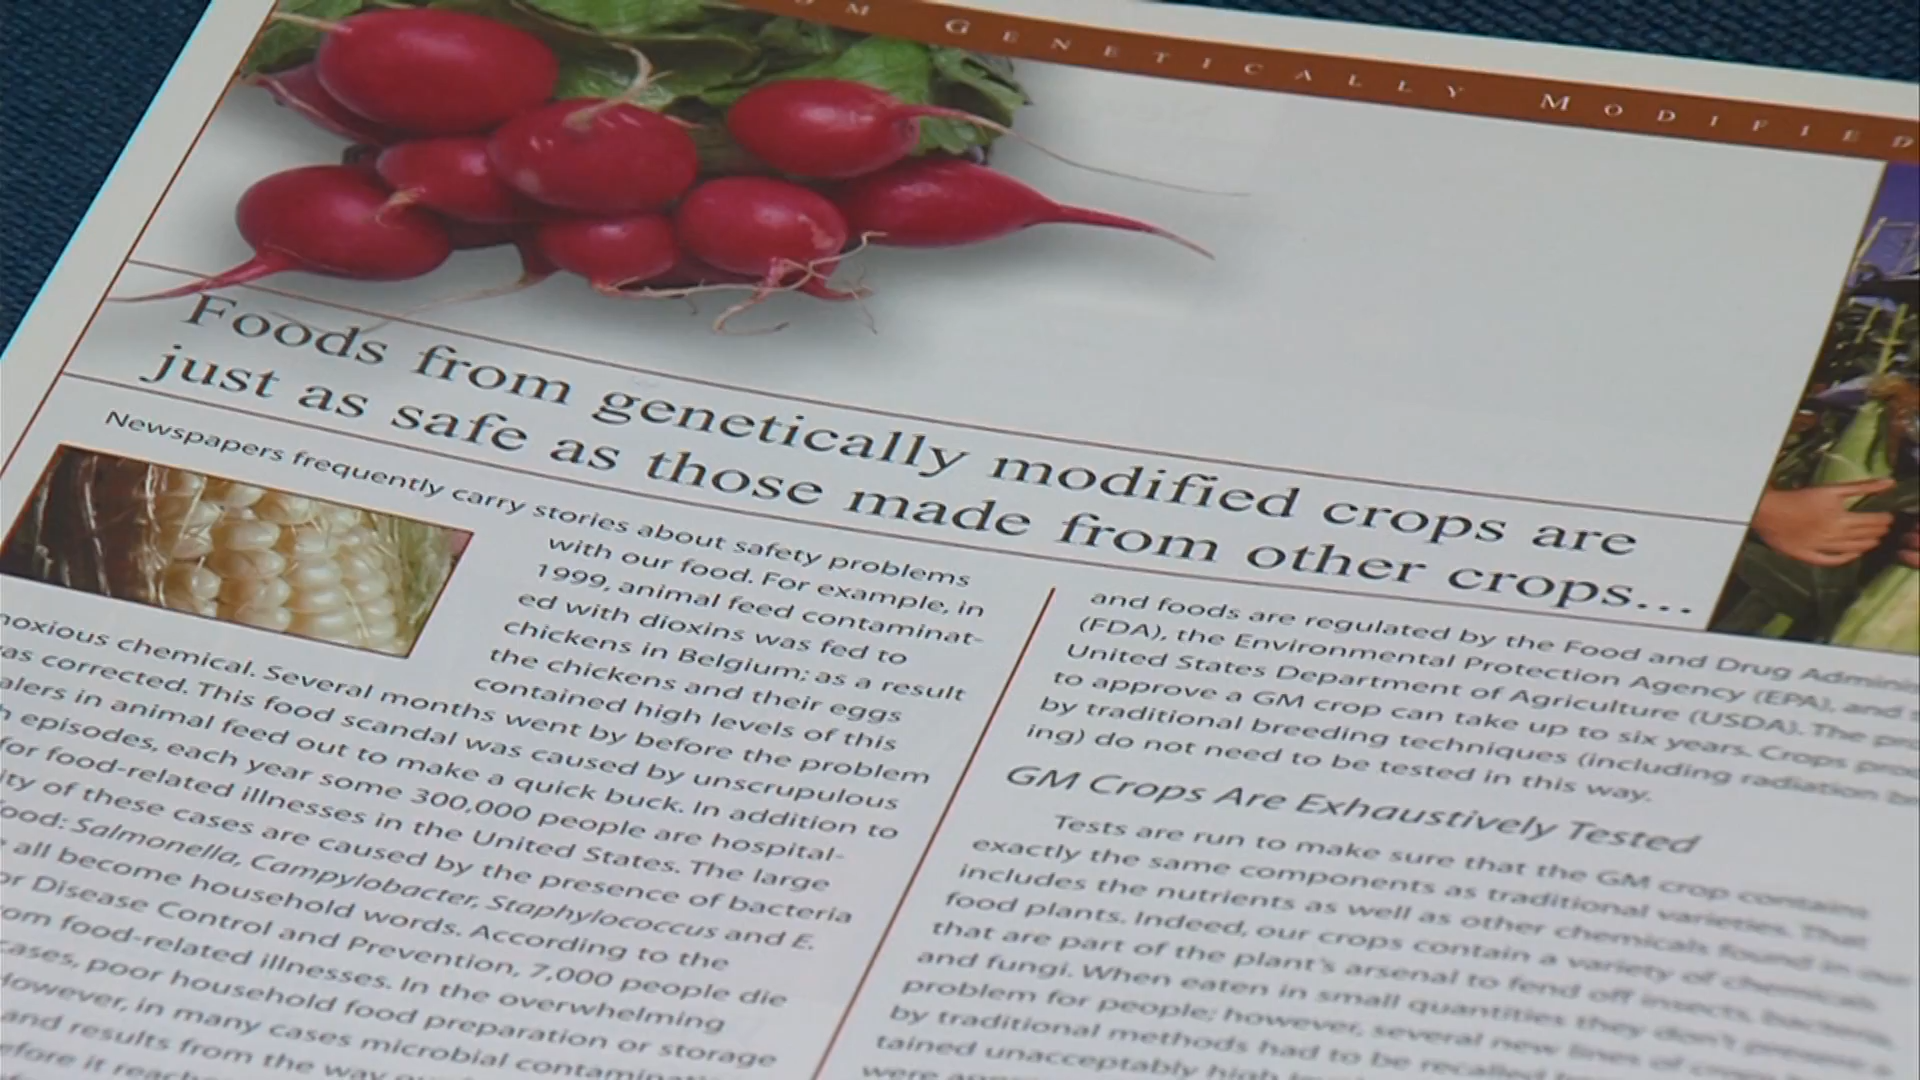 OM GENETICALLY MODIFIED
Foods from genetically modified crops are
just as safe as those made from other crops...
Newspapers frequently carry stories about safety problems
with our food. For example, in
1999, animal feed contaminat-
ed with dioxins was fed to
chickens in Belgium; as a result
the chickens and their eggs
contained high levels of this
noxious chemical. Several months went by before the problem
as corrected. This food scandal was caused by unscrupulous
alers in animal feed out to make a quick buck. In addition to
h episodes, each year some 300,000 people are hospital-
for food-related illnesses in the United States. The large
ity of these cases are caused by the presence of bacteria
food: Salmonella, Campylobacter, Staphylococcus and E.
all become household words. According to the
or Disease Control and Prevention, 7,000 people die
om food-related illnesses. In the overwhelming
cases, poor household food preparation or storage
However, in many cases microbial contaminati
and results from the way
efore it reach
and foods are regulated by the Food and Drug Adminis
(FDA), the Environmental Protection Agency (EPA), and
United States Department of Agriculture (USDA). The pro
to approve a GM crop can take up to six years. Crops prod
by traditional breeding techniques (including radiation br
ing) do not need to be tested in this way.
GM Crops Are Exhaustively Tested
Tests are run to make sure that the GM crop contains
exactly the same components as traditional varieties. That
includes the nutrients as well as other chemicals found in our
food plants. Indeed, our crops contain a variety of chemicals
that are part of the plant's arsenal to fend off insects, bacteria,
and fungi. When eaten in small quantities they don't present a
problem for people; however, several new lines of crops
by traditional methods had to be recalled
tained unacceptably high
were